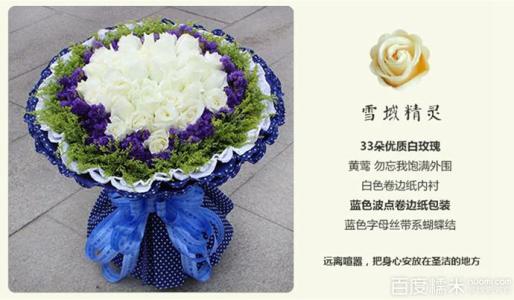 雪域精灵
33朵优质白玫瑰
黄莺 勿忘我饱满外围
白色卷边纸内衬
蓝色波点卷边纸包装
蓝色字母丝带系蝴蝶结
远离喧嚣，把身心安放在圣洁的地方
百度糯米 nuomi.com